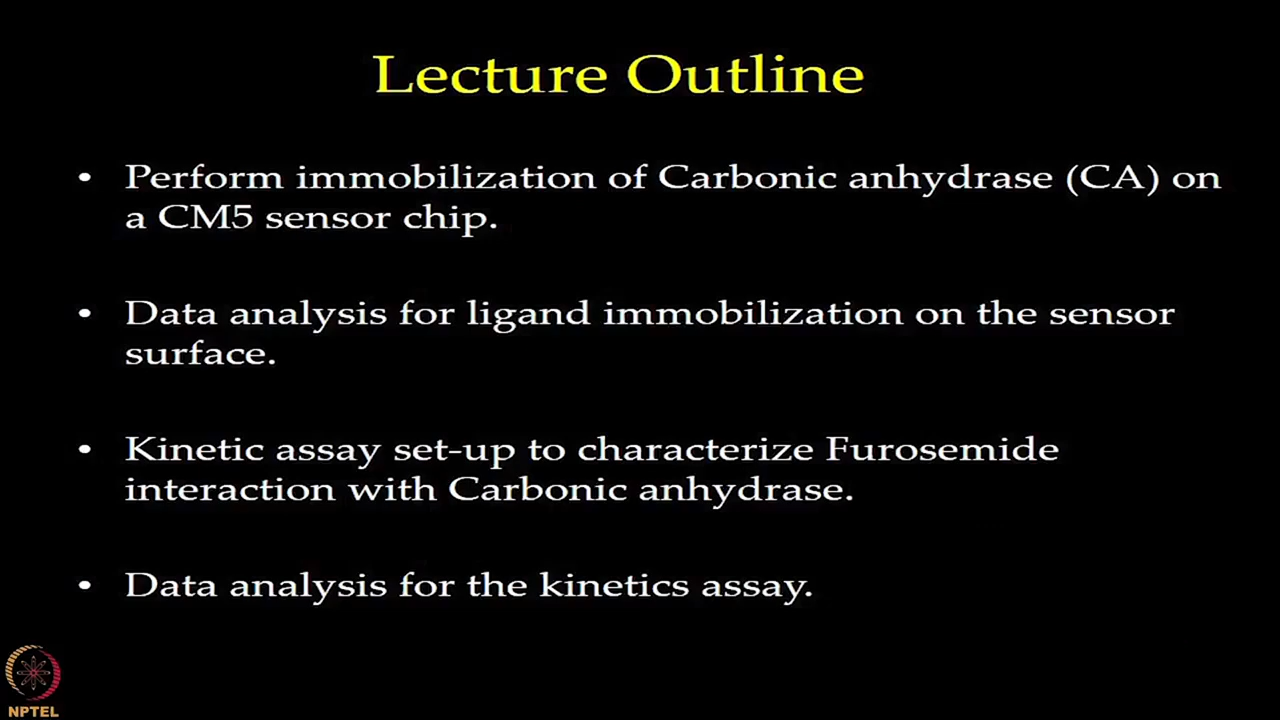 Lecture Outline
• Perform immobilization of Carbonic anhydrase (CA) on
a CM5 sensor chip.
• Data analysis for ligand immobilization on the sensor
surface.
• Kinetic assay set-up to characterize Furosemide
interaction with Carbonic anhydrase.
• Data analysis for the kinetics assay.
NPTEL